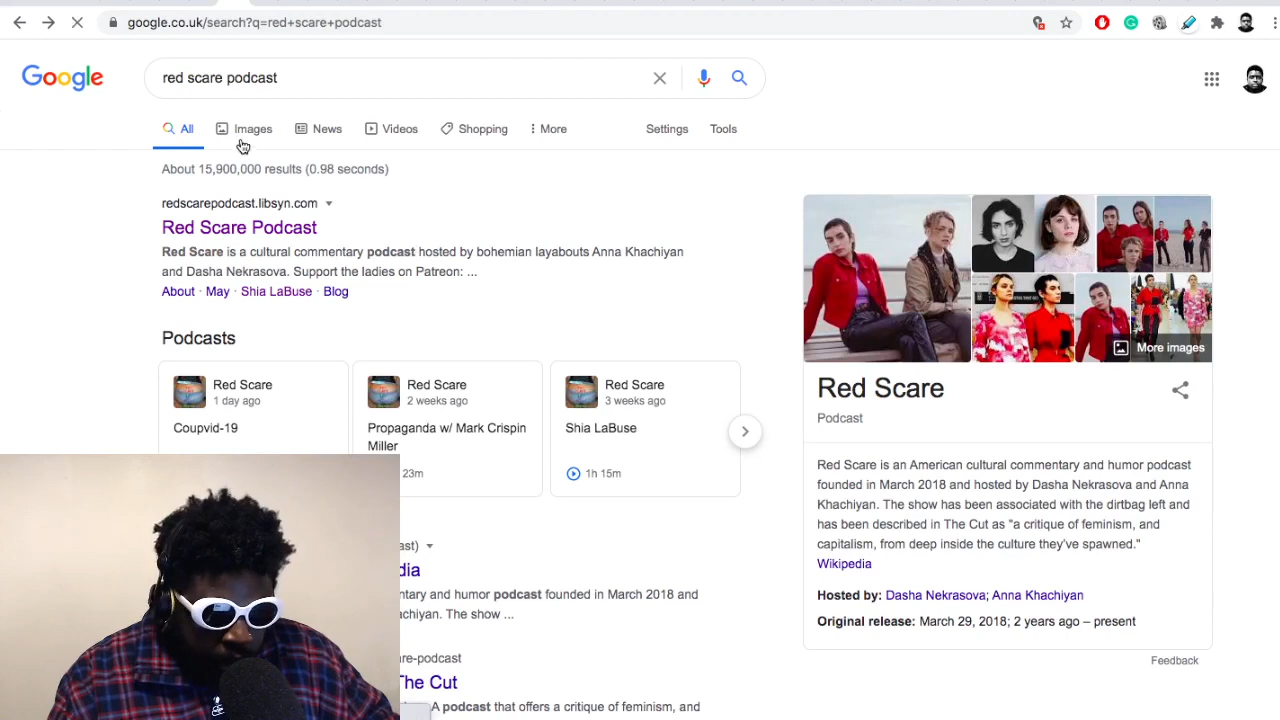 google.co.uk/search?q=red+scare+podcast
Google
red scare podcast
All
Images
News
Videos
Shopping
More
Settings
Tools
About 15,900,000 results (0.98 seconds)
redscarepodcast.libsyn.com
Red Scare Podcast
Red Scare is a cultural commentary podcast hosted by bohemian layabouts Anna Khachiyan
and Dasha Nekrasova. Support the ladies on Patreon: ...
About · May · Shia LaBuse · Blog
Podcasts
Red Scare
1 day ago
Coupvid-19
Red Scare
2 weeks ago
Propaganda w/ Mark Crispin
Miller
23m
Red Scare
3 weeks ago
Shia LaBuse
1h 15m
ast)
dia
ntary and humor podcast founded in March 2018 and
achiyan. The show ...
re-podcast
The Cut
A podcast that offers a critique of feminism, and
More images
Red Scare
Podcast
Red Scare is an American cultural commentary and humor podcast
founded in March 2018 and hosted by Dasha Nekrasova and Anna
Khachiyan. The show has been associated with the dirtbag left and
has been described in The Cut as "a critique of feminism, and
capitalism, from deep inside the culture they've spawned."
Wikipedia
Hosted by: Dasha Nekrasova; Anna Khachiyan
Original release: March 29, 2018; 2 years ago – present
Feedback